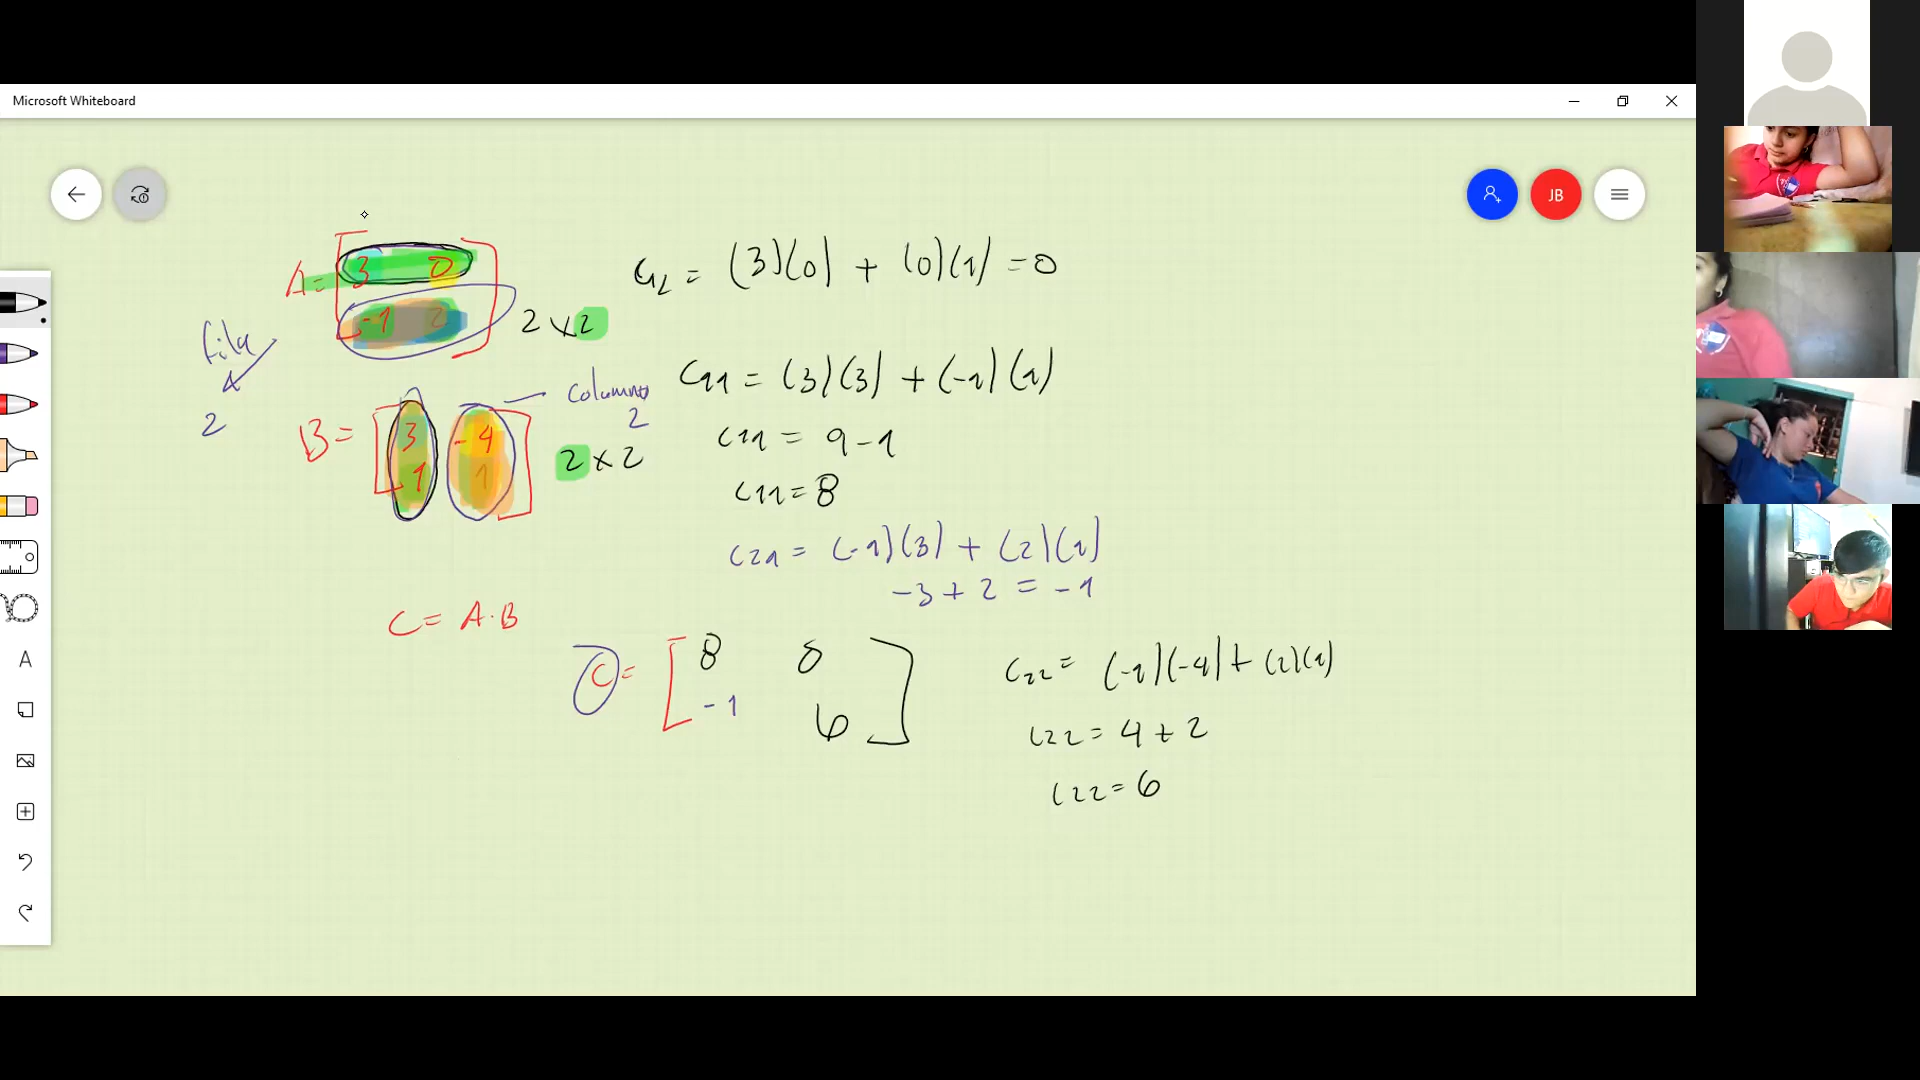 Microsoft Whiteboard
JB
A = [ 3 0
-1 2 ] 2 x 2
fila
2
Columna
2
B = [ 3 -4
1 1 ] 2 x 2
C = A·B
C = [ 8 0
-1 6 ]
C12 = (3)(0) + (0)(1) = 0
C11 = (3)(3) + (-1)(1)
C11 = 9 - 1
C11 = 8
C21 = (-1)(3) + (2)(1)
-3 + 2 = -1
C22 = (-1)(-4) + (2)(1)
C22 = 4 + 2
C22 = 6
A